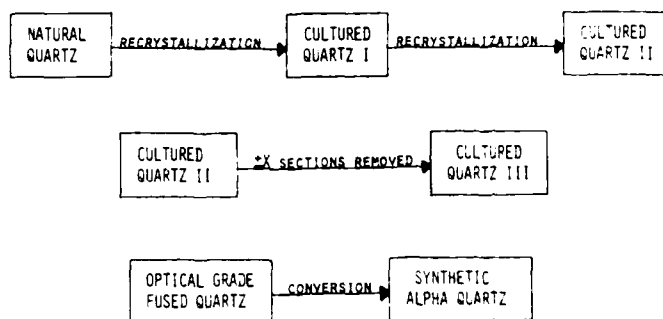 NATURAL
QUARTZ
RECRYSTALLIZATION
CULTURED
QUARTZ I
RECRYSTALLIZATION
CULTURED
QUARTZ II
CULTURED
QUARTZ II
±X SECTIONS REMOVED
CULTURED
QUARTZ III
OPTICAL GRADE
FUSED QUARTZ
CONVERSION
SYNTHETIC
ALPHA QUARTZ